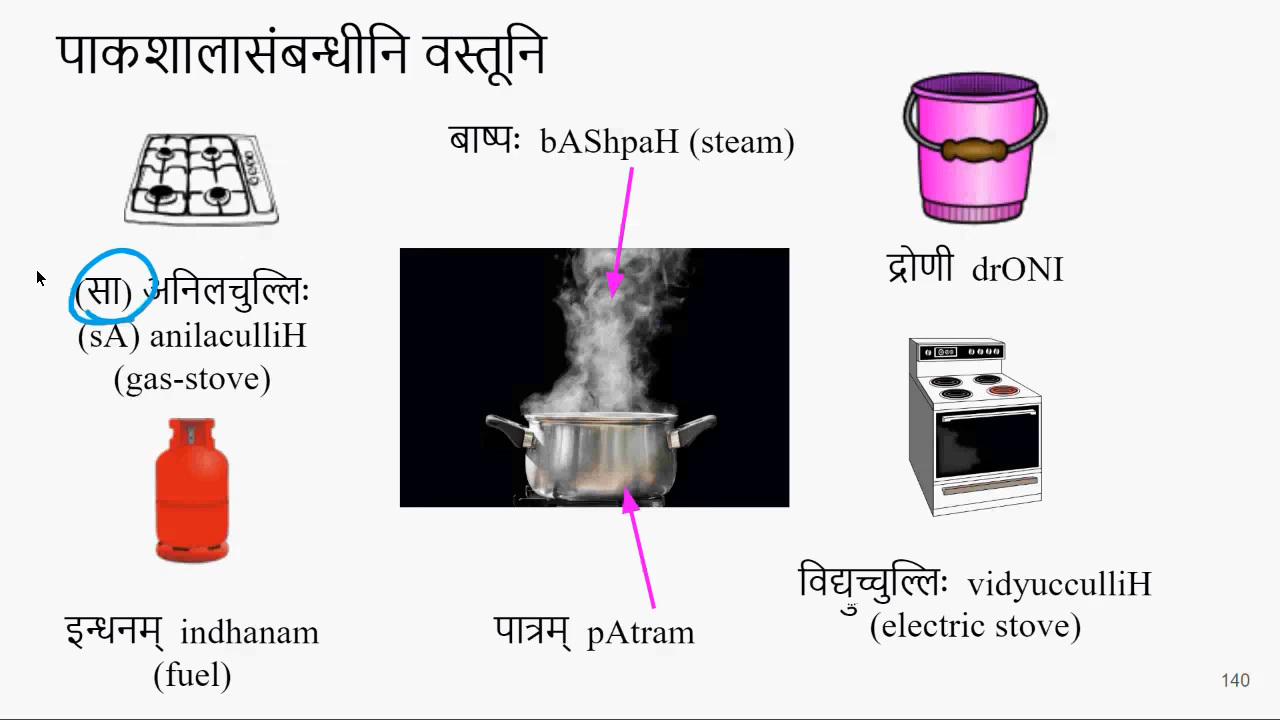 पाकशालासंबन्धीनि वस्तूनि
बाष्पः bAShpaH (steam)
(सा) अनिलचुल्लिः
(sA) anilaculliH
(gas-stove)
द्रोणी drONI
इन्धनम् indhanam
(fuel)
पात्रम् pAtram
विद्युच्चुल्लिः vidyucculliH
(electric stove)
140